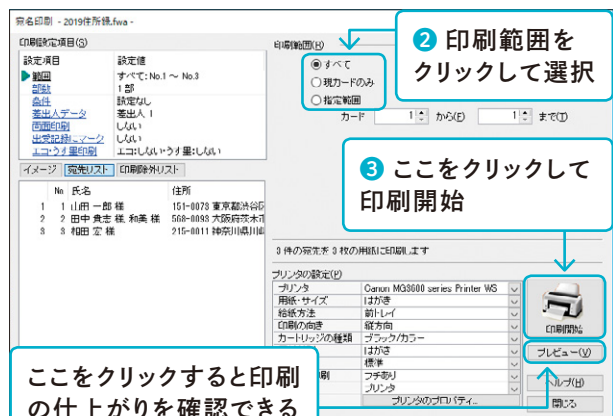 宛名印刷 - 2019住所録.fwa -
印刷設定項目(S)
設定項目 設定値
範囲 すべて:No.1 ~ No.3
部数 1 部
条件 設定なし
差出人データ 差出人 1
両面印刷 しない
出受記録にマーク しない
エコ・うす墨印刷 エコ:しない・うす墨:しない
イメージ 宛先リスト 印刷除外リスト
No 氏名 住所
1 1 山田 一郎 様 151-0073 東京都渋谷区
2 2 田中 貴志 様, 和美 様 568-0093 大阪府茨木市
3 3 和田 宏 様 215-0011 神奈川県川崎
印刷範囲(R)
すべて
現カードのみ
指定範囲
カード 1 から(F) 1 まで(T)
❷ 印刷範囲を
クリックして選択
❸ ここをクリックして
印刷開始
3 件の宛先を 3 枚の用紙に印刷します
プリンタの設定(P)
プリンタ Canon MG3600 series Printer WS
用紙・サイズ はがき
給紙方法 前トレイ
印刷の向き 縦方向
カートリッジの種類 ブラック/カラー
はがき
標準
フチあり
プリンタ
プリンタのプロパティ...
印刷開始
プレビュー(V)
ヘルプ(H)
閉じる
ここをクリックすると印刷
の仕上がりを確認できる